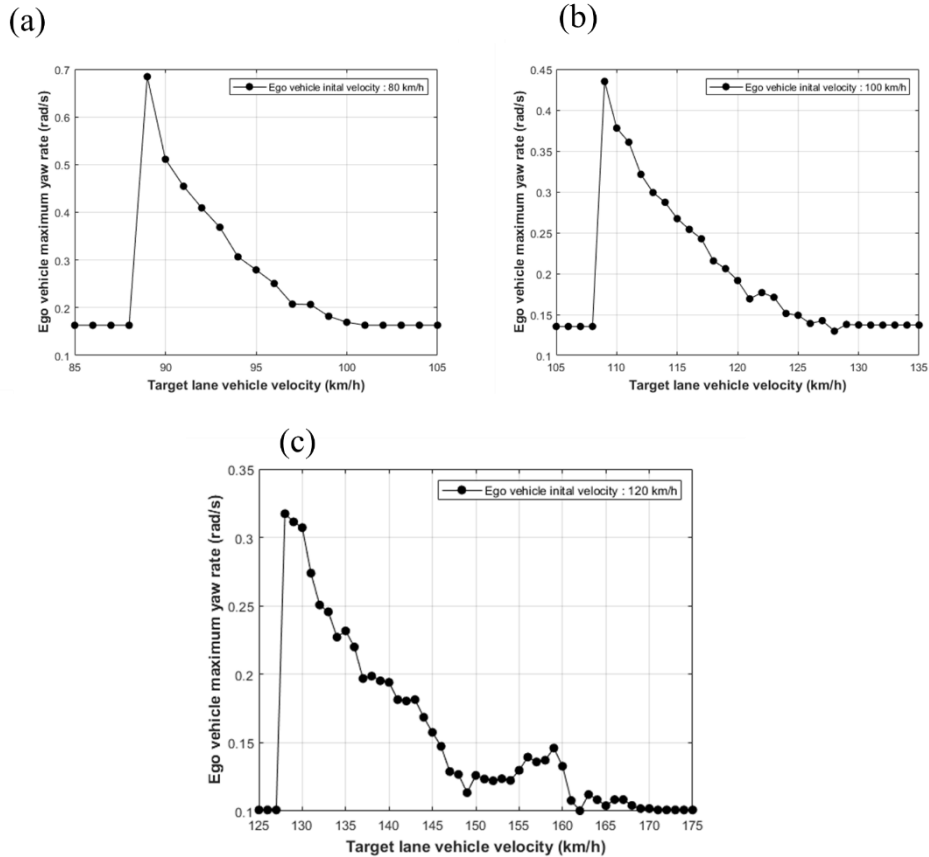 (a)
(b)
0.7
0.6
0.5
0.4
0.3
0.2
0.1
Ego vehicle maximum yaw rate (rad/s)
Ego vehicle inital velocity : 80 km/h
85 90 95 100 105
Target lane vehicle velocity (km/h)
0.45
0.4
0.35
0.3
0.25
0.2
0.15
0.1
Ego vehicle maximum yaw rate (rad/s)
Ego vehicle inital velocity : 100 km/h
105 110 115 120 125 130 135
Target lane vehicle velocity (km/h)
(c)
0.35
0.3
0.25
0.2
0.15
0.1
Ego vehicle maximum yaw rate (rad/s)
Ego vehicle inital velocity : 120 km/h
125 130 135 140 145 150 155 160 165 170 175
Target lane vehicle velocity (km/h)